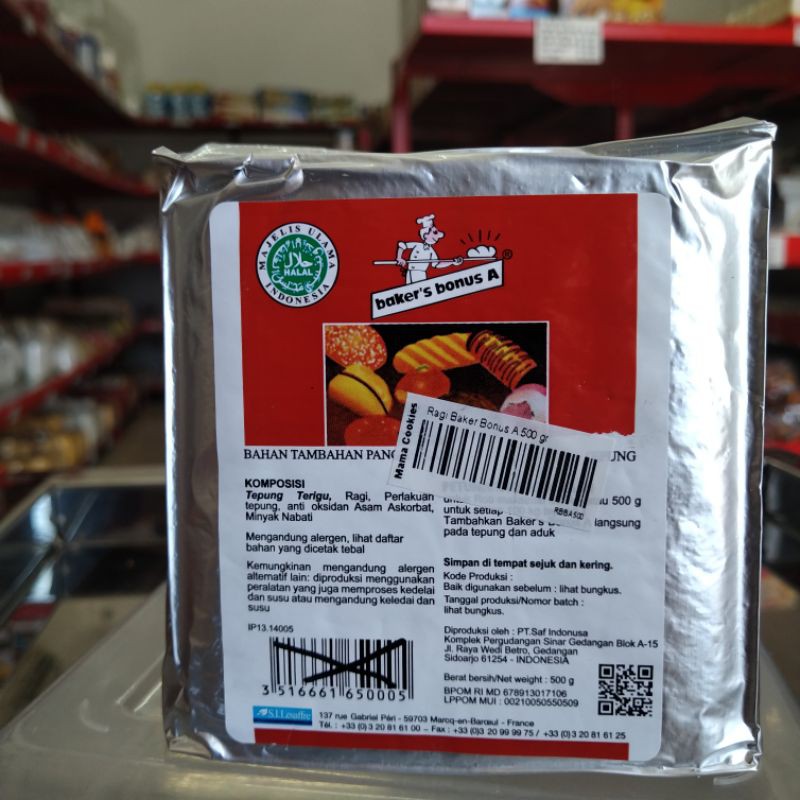 MAJELIS ULAMA
حلال
HALAL
INDONESIA
baker's bonus A ®
BAHAN TAMBAHAN
Mama Cookies
Ragi Baker Bonus A 500 gr
RBBA500
KOMPOSISI
Tepung Terigu, Ragi, Perlakuan
tepung, anti oksidan Asam Askorbat,
Minyak Nabati
Mengandung alergen, lihat daftar
bahan yang dicetak tebal
Kemungkinan mengandung alergen
alternatif lain: diproduksi menggunakan
peralatan yang juga memproses kedelai
dan susu atau mengandung keledai dan
susu
IP13.14005
3 516661 650005
500 g
untuk setiap
Tambahkan Baker's langsung
pada tepung dan aduk
Simpan di tempat sejuk dan kering.
Kode Produksi :
Baik digunakan sebelum : lihat bungkus.
Tanggal produksi/Nomor batch :
lihat bungkus.
Diproduksi oleh : PT.Saf Indonusa
Komplek Pergudangan Sinar Gedangan Blok A-15
Jl. Raya Wedi Betro, Gedangan
Sidoarjo 61254 - INDONESIA
Berat bersih/Net weight : 500 g
BPOM RI MD 678913017106
LPPOM MUI : 00210050550509
S.I.Lesaffre
137 rue Gabriel Péri - 59703 Marcq-en-Barœul - France
Tél. : +33 (0)3 20 81 61 00 - Fax : +33 (0)3 20 99 99 75 / +33 (0)3 20 81 61 25